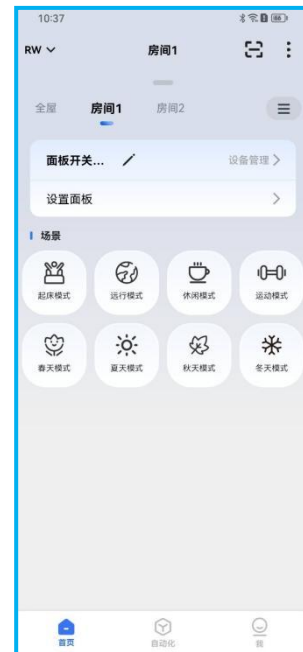 10:37
88
RW
房间1
全屋 房间1 房间2
面板开关... 设备管理
设置面板
场景
起床模式 远行模式 休闲模式 运动模式
春天模式 夏天模式 秋天模式 冬天模式
首页 自动化 我